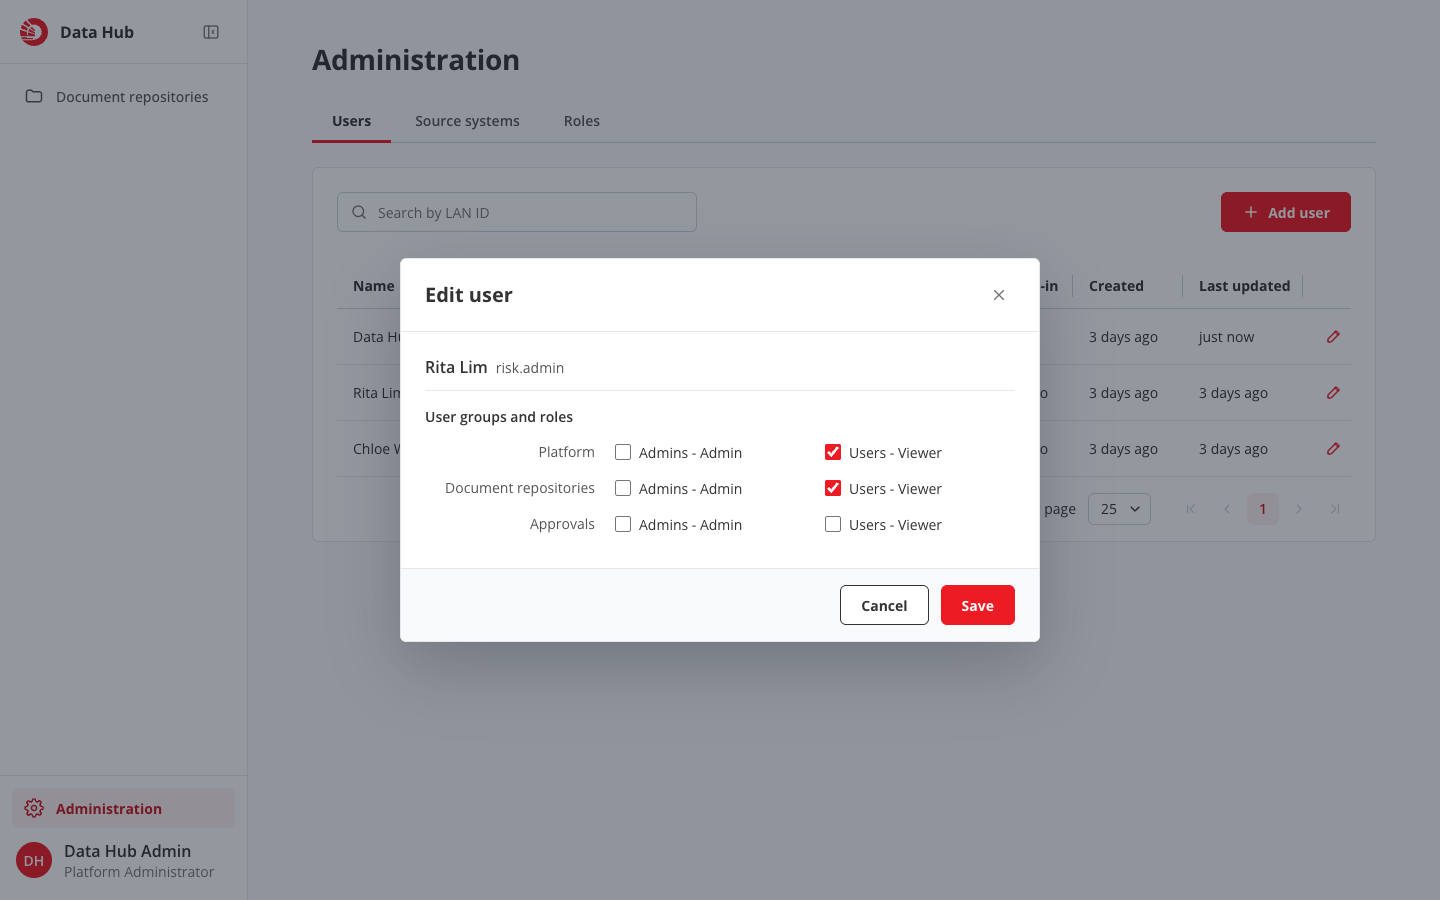 Data Hub
Document repositories
Administration
Users
Source systems
Roles
Search by LAN ID
Add user
Name
-in
Created
Last updated
Data Hu
3 days ago
just now
Rita Lim
o
3 days ago
3 days ago
Chloe W
o
3 days ago
3 days ago
page
25
1
Edit user
Rita Lim risk.admin
User groups and roles
Platform
Admins - Admin
Users - Viewer
Document repositories
Admins - Admin
Users - Viewer
Approvals
Admins - Admin
Users - Viewer
Cancel
Save
Administration
DH
Data Hub Admin
Platform Administrator